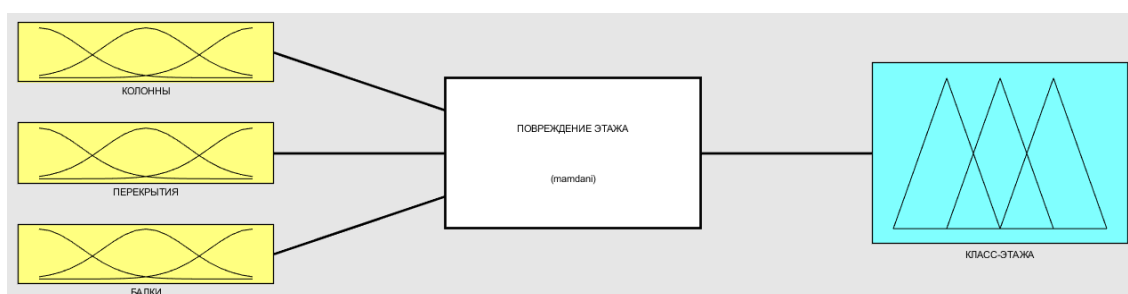 КОЛОННЫ
ПЕРЕКРЫТИЯ
БАЛКИ
ПОВРЕЖДЕНИЕ ЭТАЖА
(mamdani)
КЛАСС-ЭТАЖА